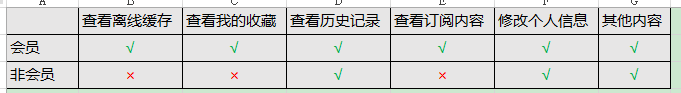 A B C D E F G
查看离线缓存 查看我的收藏 查看历史记录 查看订阅内容 修改个人信息 其他内容
会员 √ √ √ √ √ √
非会员 × × √ × √ √